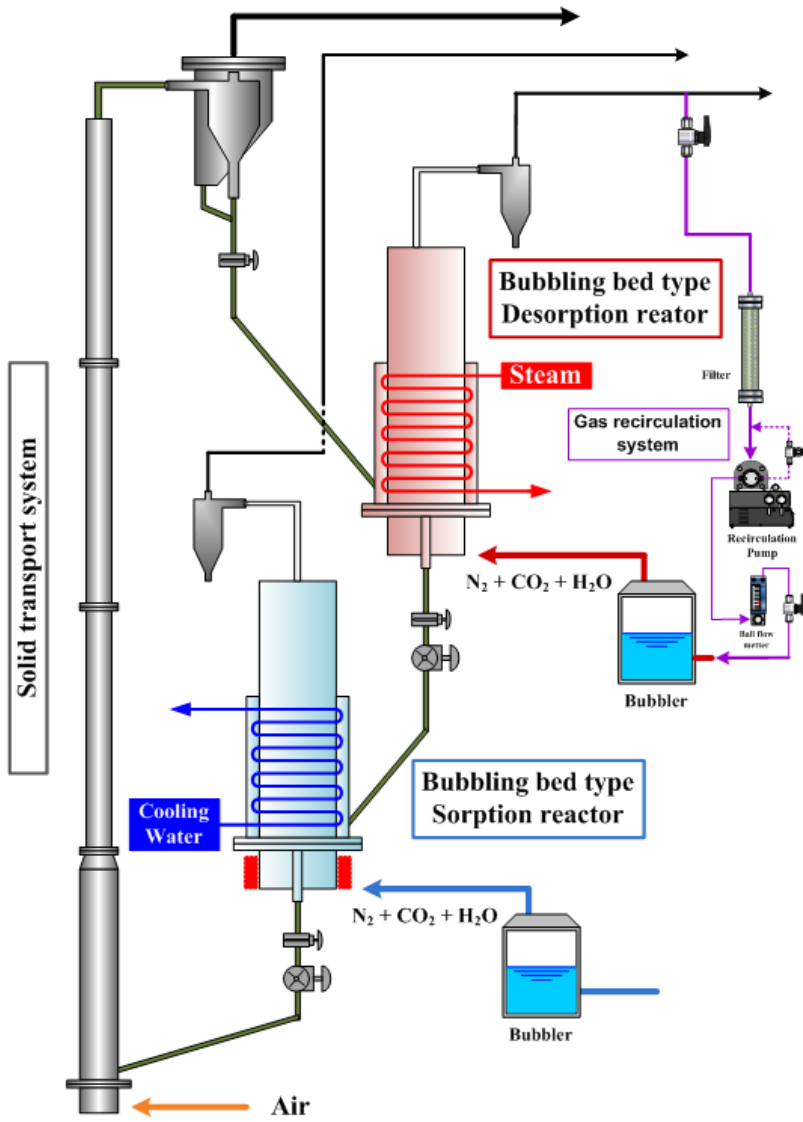 Bubbling bed type
Desorption reator
Steam
Filter
Gas recirculation
system
Solid transport system
Recirculation
Pump
N₂ + CO₂ + H₂O
Ball flow
metter
Bubbler
Bubbling bed type
Sorption reactor
Cooling
Water
N₂ + CO₂ + H₂O
Bubbler
Air